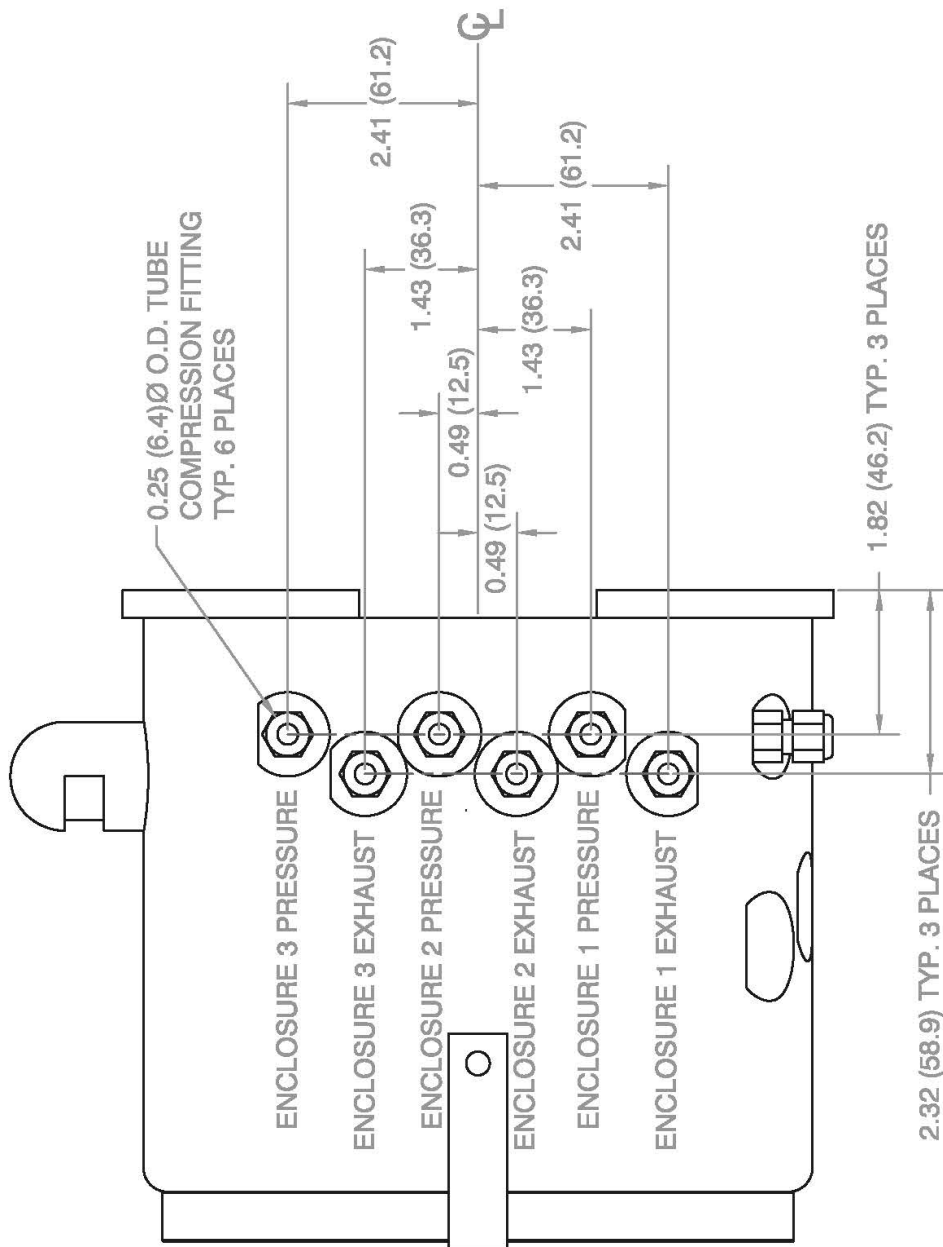 ℄
2.41 (61.2)
2.41 (61.2)
1.43 (36.3)
1.43 (36.3)
0.49 (12.5)
0.49 (12.5)
0.25 (6.4)Ø O.D. TUBE
COMPRESSION FITTING
TYP. 6 PLACES
1.82 (46.2) TYP. 3 PLACES
2.32 (58.9) TYP. 3 PLACES
ENCLOSURE 3 PRESSURE
ENCLOSURE 3 EXHAUST
ENCLOSURE 2 PRESSURE
ENCLOSURE 2 EXHAUST
ENCLOSURE 1 PRESSURE
ENCLOSURE 1 EXHAUST